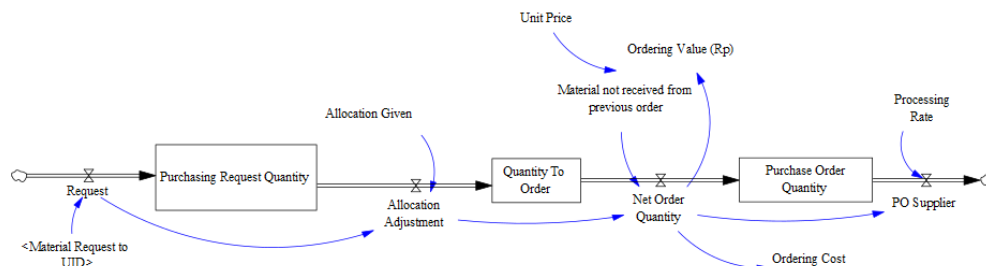 Unit Price
Ordering Value (Rp)
Material not received from
previous order
Allocation Given
Processing
Rate
Purchasing Request Quantity
Quantity To
Order
Purchase Order
Quantity
Request
Allocation
Adjustment
Net Order
Quantity
PO Supplier
<Material Request to
UID>
Ordering Cost